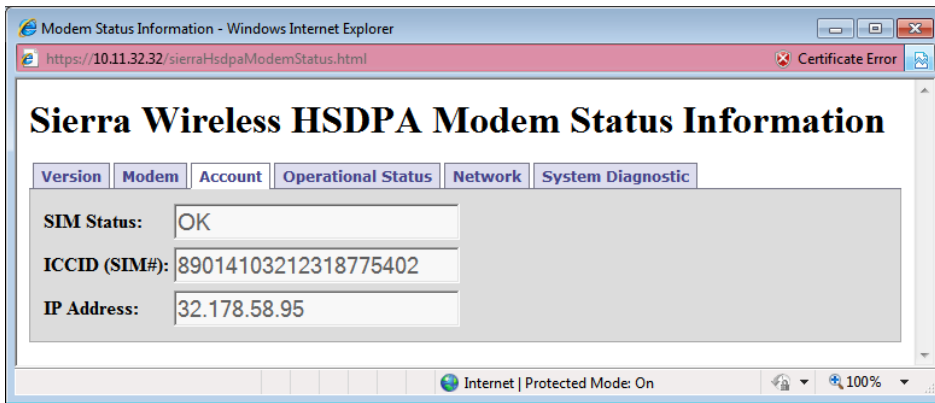 Modem Status Information - Windows Internet Explorer
https://10.11.32.32/sierraHsdpaModemStatus.html Certificate Error
Sierra Wireless HSDPA Modem Status Information
Version Modem Account Operational Status Network System Diagnostic
SIM Status: OK
ICCID (SIM#): 89014103212318775402
IP Address: 32.178.58.95
Internet | Protected Mode: On 100%